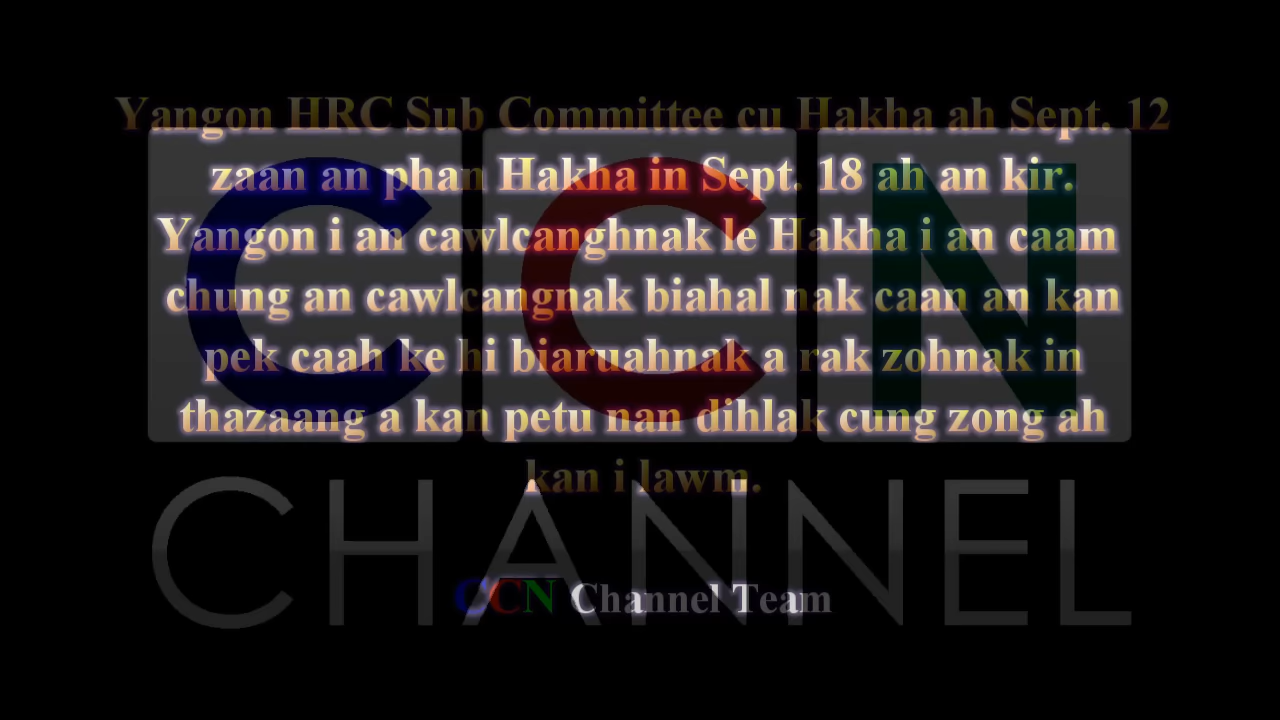 Yangon HRC Sub Committee cu Hakha ah Sept. 12
zaan an phan Hakha in Sept. 18 ah an kir.
Yangon i an cawlcanghnak le Hakha i an caam
chung an cawlcangnak biahal nak caan an kan
pek caah ke hi biaruahnak a rak zohnak in
thazaang a kan petu nan dihlak cung zong ah
kan i lawm.
CCN
CHANNEL
CCN Channel Team